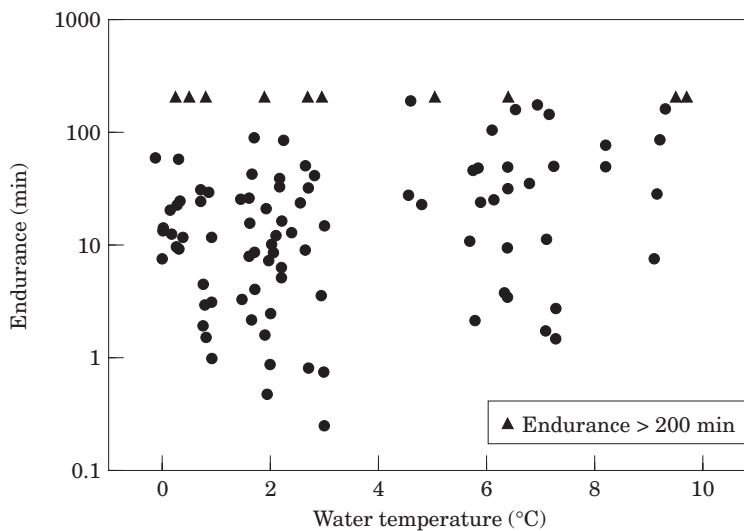 1000
100
10
1
0.1
Endurance (min)
▲ Endurance > 200 min
0 2 4 6 8 10
Water temperature (°C)